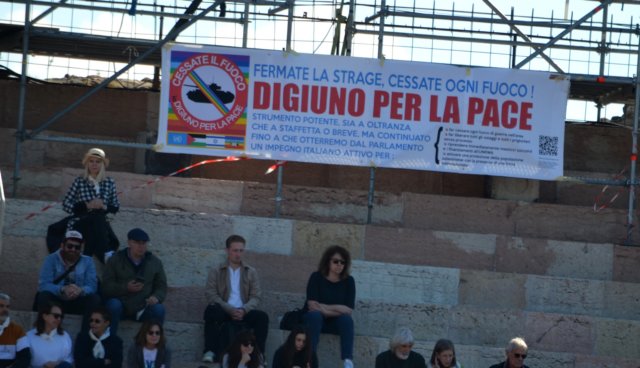 CESSATE IL FUOCO
DIGIUNO PER LA PACE
FERMATE LA STRAGE, CESSATE OGNI FUOCO !
DIGIUNO PER LA PACE
STRUMENTO POTENTE, SIA A OLTRANZA
CHE A STAFFETTA O BREVE, MA CONTINUATO
FINO A CHE OTTERREMO DAL PARLAMENTO
UN IMPEGNO ITALIANO ATTIVO PER :